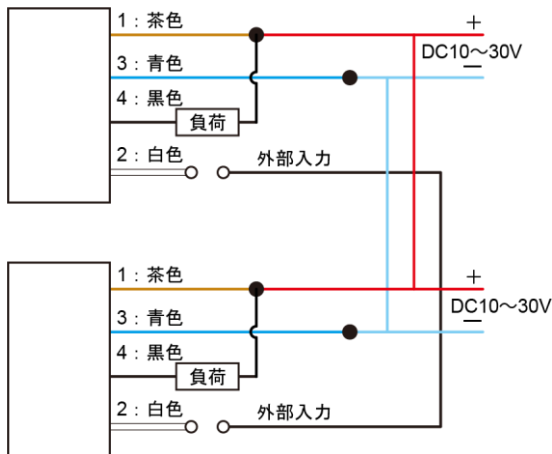 1：茶色
+
DC10～30V
3：青色
－
4：黒色
負荷
2：白色
外部入力
1：茶色
+
DC10～30V
3：青色
－
4：黒色
負荷
2：白色
外部入力